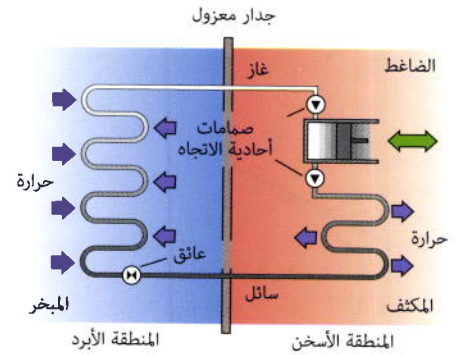 جدار معزول
الضاغط
غاز
صمامات
أحادية الاتجاه
حرارة
حرارة
عائق
سائل
المكثف
المبخر
المنطقة الأسخن
المنطقة الأبرد